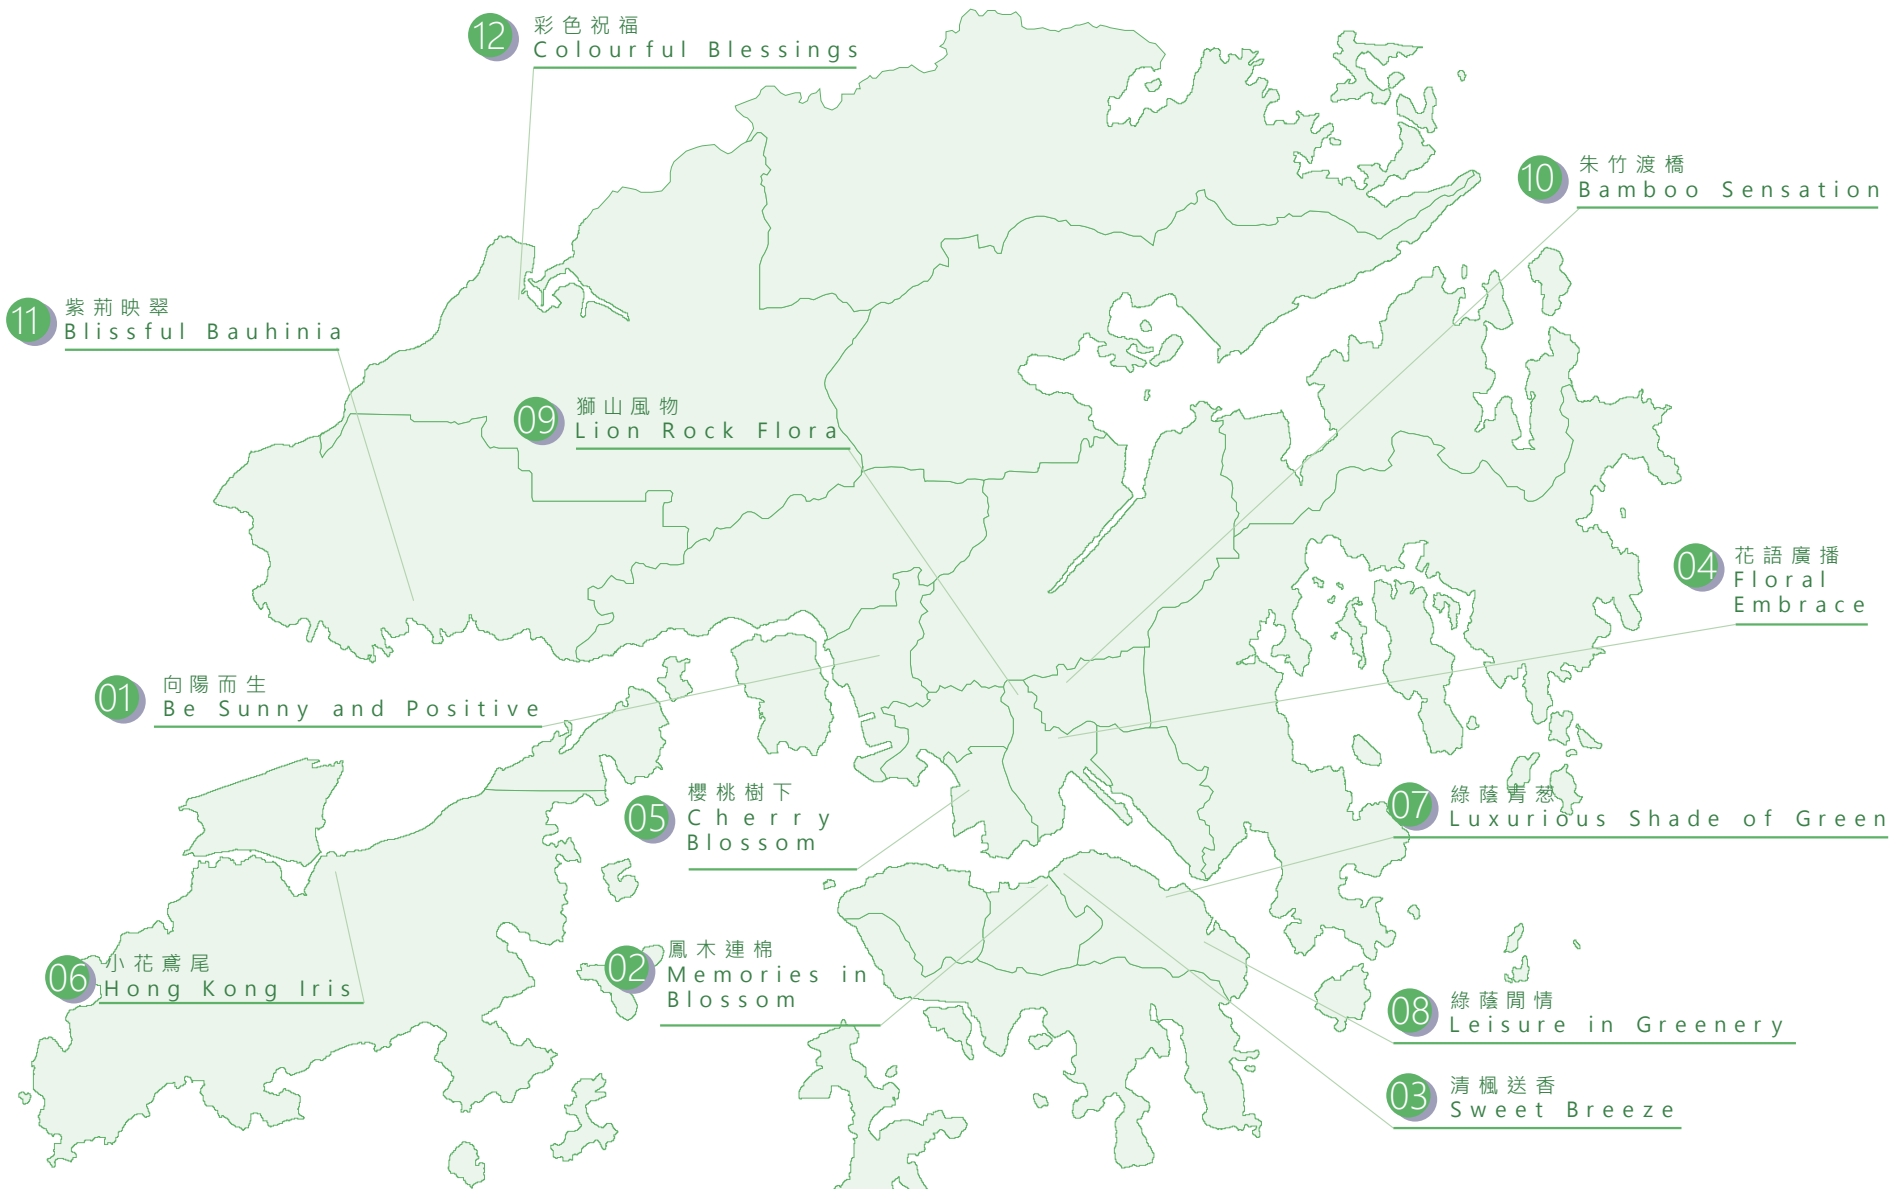 12
彩色祝福
Colourful Blessings
10
朱竹渡橋
Bamboo Sensation
11
紫荊映翠
Blissful Bauhinia
09
獅山風物
Lion Rock Flora
04
花語廣播
Floral
Embrace
01
向陽而生
Be Sunny and Positive
05
櫻桃樹下
Cherry
Blossom
07
綠蔭青葱
Luxurious Shade of Green
06
小花鳶尾
Hong Kong Iris
02
鳳木連棉
Memories in
Blossom
08
綠蔭閒情
Leisure in Greenery
03
清楓送香
Sweet Breeze